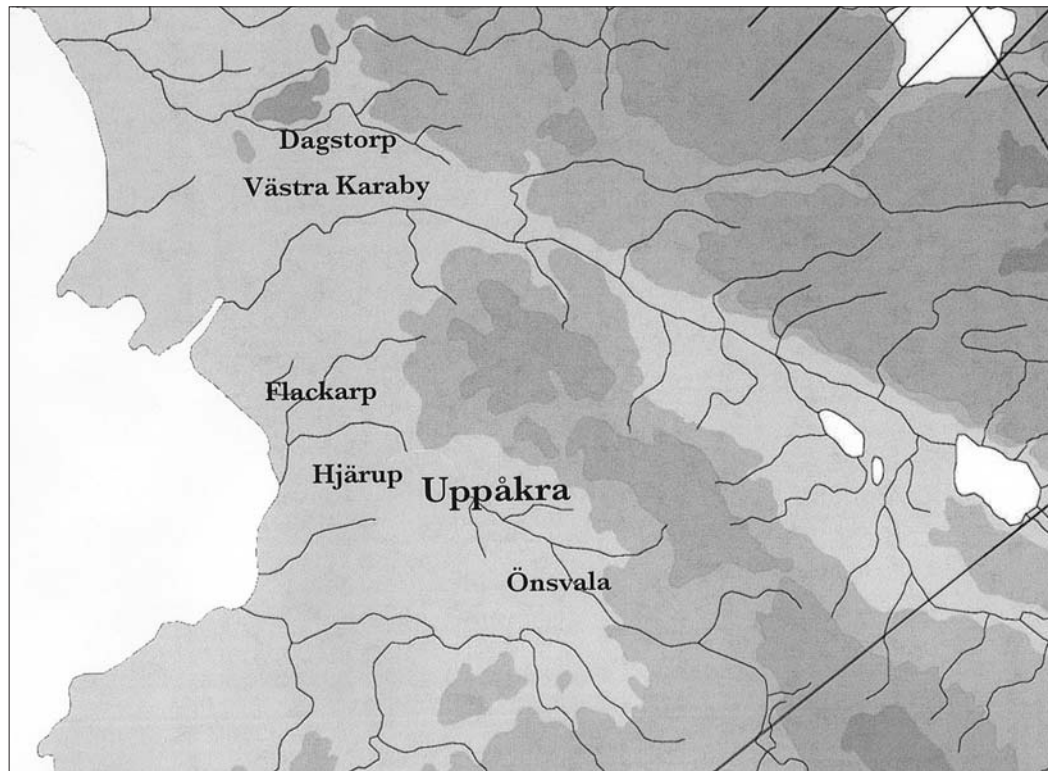 Dagstorp
Västra Karaby
Flackarp
Hjärup
Uppåkra
Önsvala